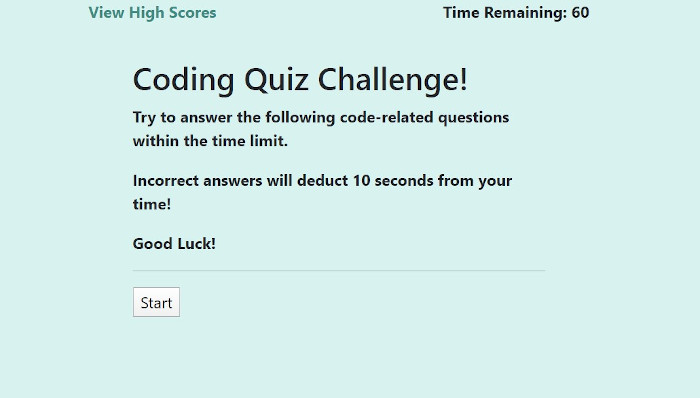 View High Scores
Time Remaining: 60
Coding Quiz Challenge!
Try to answer the following code-related questions
within the time limit.
Incorrect answers will deduct 10 seconds from your
time!
Good Luck!
Start